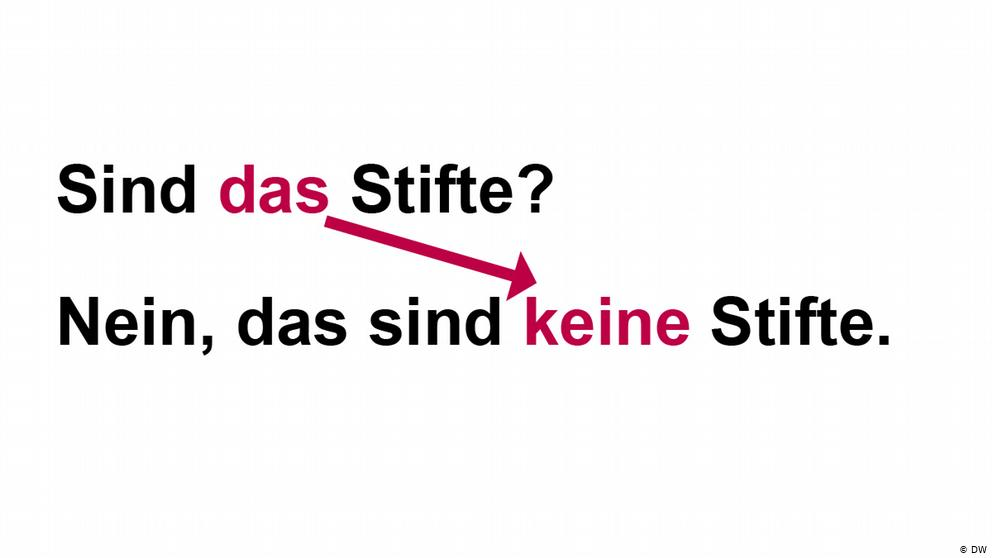 Sind das Stifte?
Nein, das sind keine Stifte.
© DW